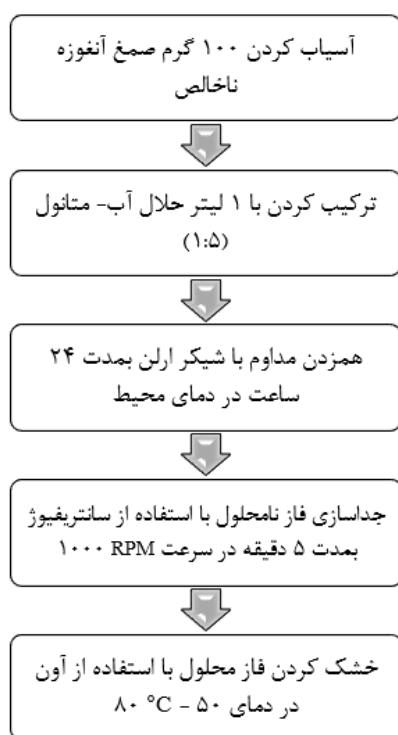 آسیاب کردن ۱۰۰ گرم صمغ آنغوزه
ناخالص
ترکیب کردن با ۱ لیتر حلال آب- متانول
(۱:۵)
همزدن مداوم با شیکر ارلن بمدت ۲۴
ساعت در دمای محیط
جداسازی فاز نامحلول با استفاده از سانتریفیوژ
بمدت ۵ دقیقه در سرعت ۱۰۰۰ RPM
خشک کردن فاز محلول با استفاده از آون
در دمای ۵۰ - ۸۰ °C